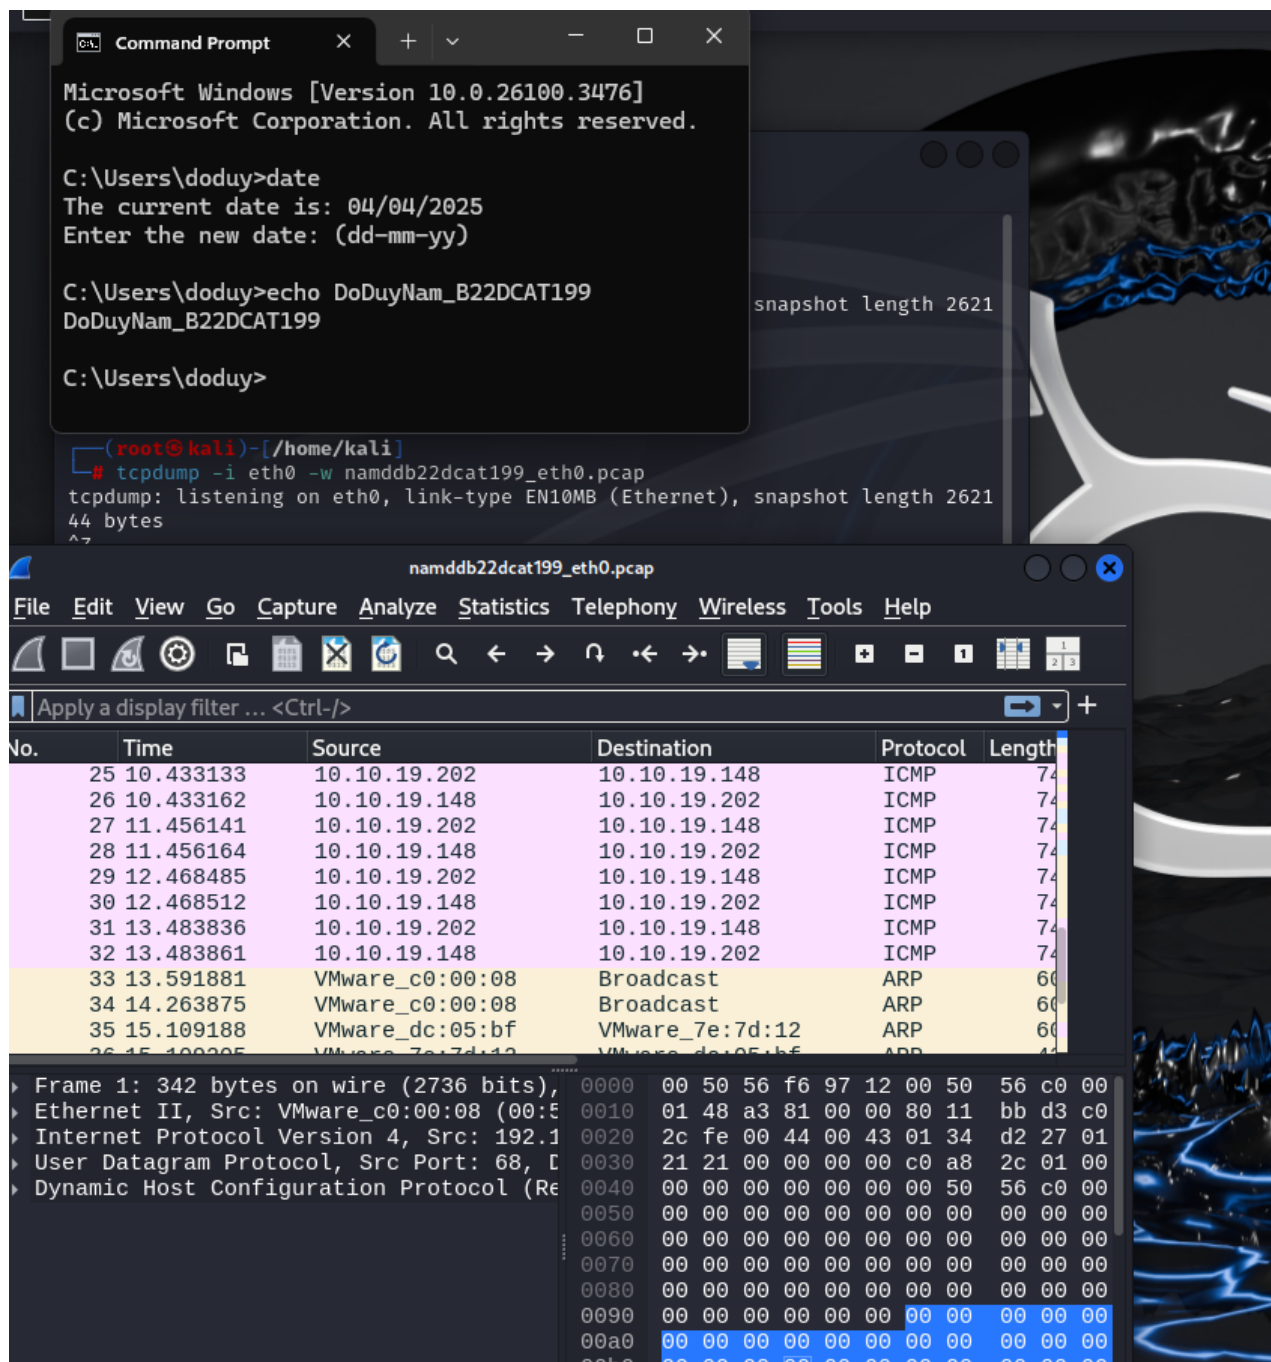 Command Prompt
Microsoft Windows [Version 10.0.26100.3476]
(c) Microsoft Corporation. All rights reserved.
C:\Users\doduy>date
The current date is: 04/04/2025
Enter the new date: (dd-mm-yy)
C:\Users\doduy>echo DoDuyNam_B22DCAT199
DoDuyNam_B22DCAT199
C:\Users\doduy>
snapshot length 2621
(root㉿kali)-[/home/kali]
# tcpdump -i eth0 -w namddb22dcat199_eth0.pcap
tcpdump: listening on eth0, link-type EN10MB (Ethernet), snapshot length 2621
44 bytes
^Z
namddb22dcat199_eth0.pcap
File Edit View Go Capture Analyze Statistics Telephony Wireless Tools Help
Apply a display filter … <Ctrl-/>
No. Time Source Destination Protocol Length
25 10.433133 10.10.19.202 10.10.19.148 ICMP 74
26 10.433162 10.10.19.148 10.10.19.202 ICMP 74
27 11.456141 10.10.19.202 10.10.19.148 ICMP 74
28 11.456164 10.10.19.148 10.10.19.202 ICMP 74
29 12.468485 10.10.19.202 10.10.19.148 ICMP 74
30 12.468512 10.10.19.148 10.10.19.202 ICMP 74
31 13.483836 10.10.19.202 10.10.19.148 ICMP 74
32 13.483861 10.10.19.148 10.10.19.202 ICMP 74
33 13.591881 VMware_c0:00:08 Broadcast ARP 60
34 14.263875 VMware_c0:00:08 Broadcast ARP 60
35 15.109188 VMware_dc:05:bf VMware_7e:7d:12 ARP 60
Frame 1: 342 bytes on wire (2736 bits),
Ethernet II, Src: VMware_c0:00:08 (00:5
Internet Protocol Version 4, Src: 192.1
User Datagram Protocol, Src Port: 68, D
Dynamic Host Configuration Protocol (Re
0000 00 50 56 f6 97 12 00 50 56 c0 00
0010 01 48 a3 81 00 00 80 11 bb d3 c0
0020 2c fe 00 44 00 43 01 34 d2 27 01
0030 21 21 00 00 00 00 c0 a8 2c 01 00
0040 00 00 00 00 00 00 00 50 56 c0 00
0050 00 00 00 00 00 00 00 00 00 00 00
0060 00 00 00 00 00 00 00 00 00 00 00
0070 00 00 00 00 00 00 00 00 00 00 00
0080 00 00 00 00 00 00 00 00 00 00 00
0090 00 00 00 00 00 00 00 00 00 00 00
00a0 00 00 00 00 00 00 00 00 00 00 00